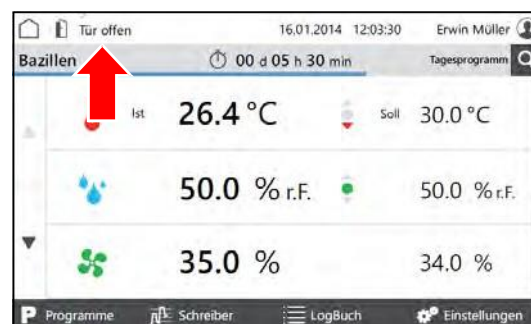 Tür offen 16.01.2014 12:03:30 Erwin Müller
Bazillen 00 d 05 h 30 min Tagesprogramm
Ist 26.4 °C Soll 30.0 °C
50.0 % r.F. 50.0 % r.F.
35.0 % 34.0 %
P Programme Schreiber LogBuch Einstellungen